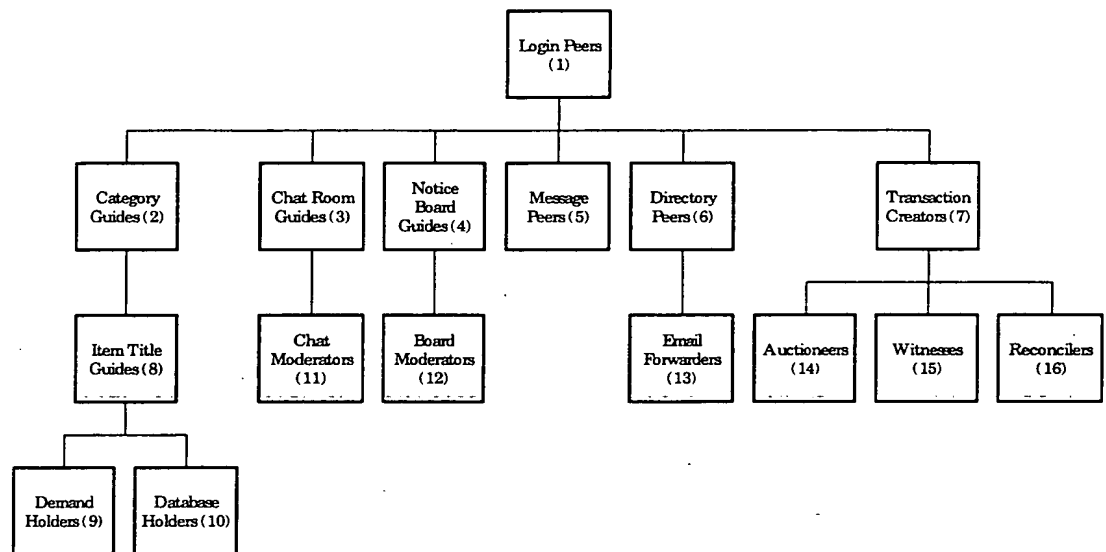 Login Peers
(1)
Category
Guides (2)
Chat Room
Guides (3)
Notice
Board
Guides (4)
Message
Peers (5)
Directory
Peers (6)
Transaction
Creators (7)
Item Title
Guides (8)
Chat
Moderators
(11)
Board
Moderators
(12)
Email
Forwarders
(13)
Auctioneers
(14)
Witnesses
(15)
Reconcilers
(16)
Demand
Holders (9)
Database
Holders (10)